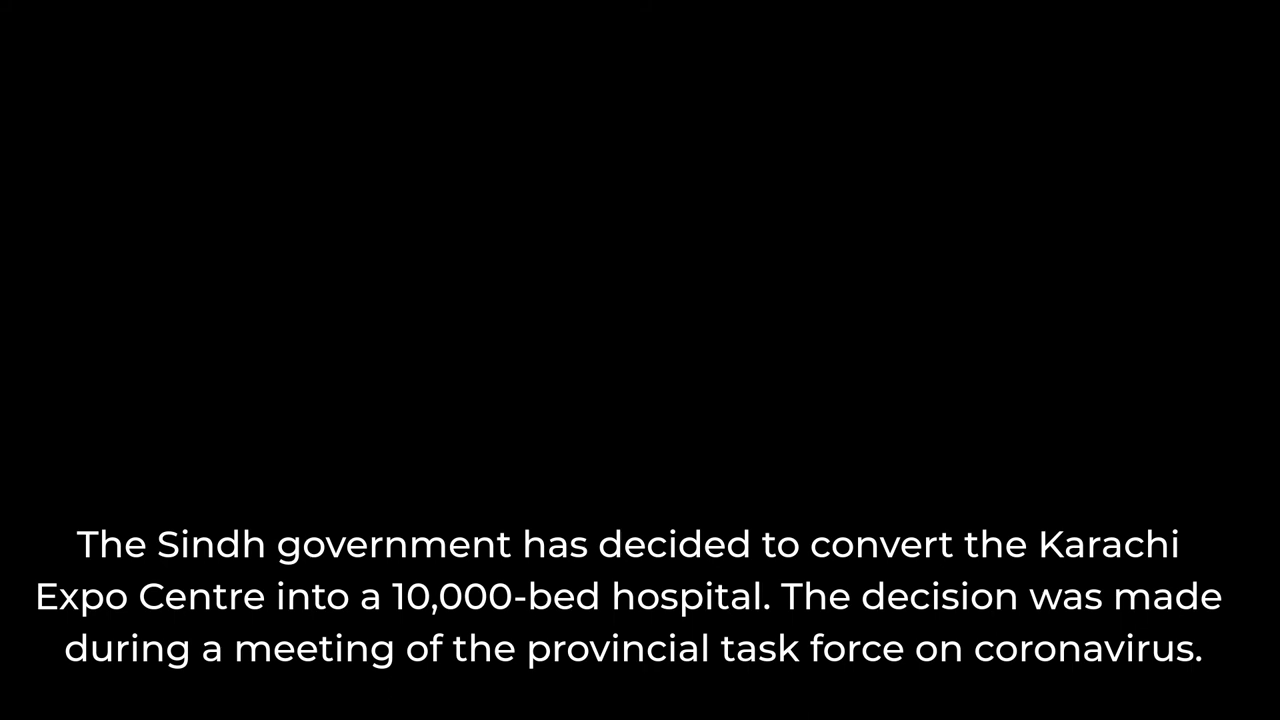 The Sindh government has decided to convert the Karachi
Expo Centre into a 10,000-bed hospital. The decision was made
during a meeting of the provincial task force on coronavirus.